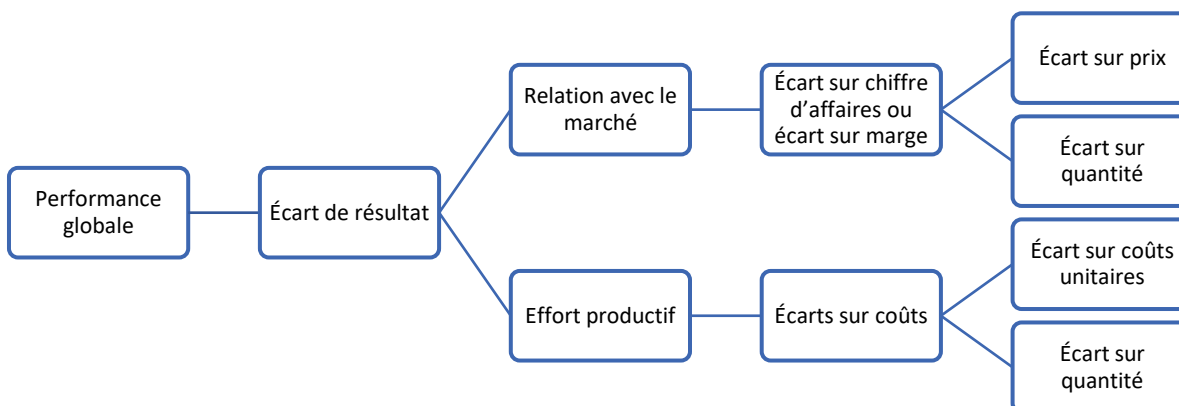 Performance
globale
Écart de résultat
Relation avec le
marché
Écart sur chiffre
d’affaires ou
écart sur marge
Écart sur prix
Écart sur
quantité
Effort productif
Écarts sur coûts
Écart sur coûts
unitaires
Écart sur
quantité